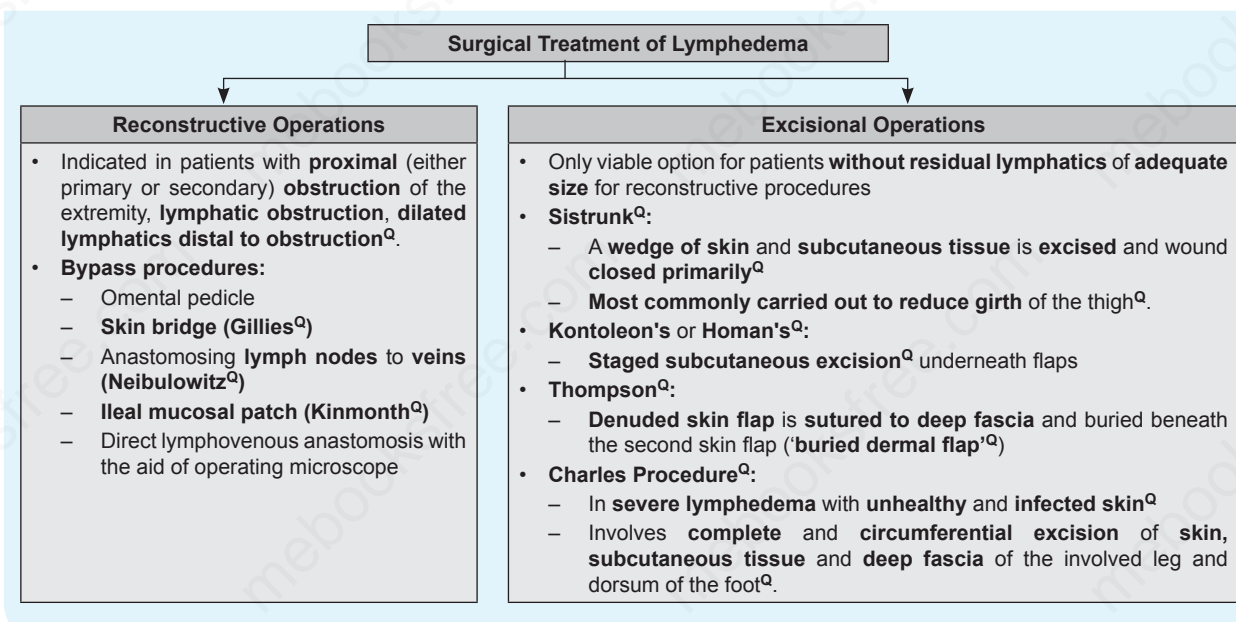 Surgical Treatment of Lymphedema
Reconstructive Operations
• Indicated in patients with proximal (either
primary or secondary) obstruction of the
extremity, lymphatic obstruction, dilated
lymphatics distal to obstructionQ.
• Bypass procedures:
– Omental pedicle
– Skin bridge (GilliesQ)
– Anastomosing lymph nodes to veins
(NeibulowitzQ)
– Ileal mucosal patch (KinmonthQ)
– Direct lymphovenous anastomosis with
the aid of operating microscope
Excisional Operations
• Only viable option for patients without residual lymphatics of adequate
size for reconstructive procedures
• SistrunkQ:
– A wedge of skin and subcutaneous tissue is excised and wound
closed primarilyQ
– Most commonly carried out to reduce girth of the thighQ.
• Kontoleon's or Homan'sQ:
– Staged subcutaneous excisionQ underneath flaps
• ThompsonQ:
– Denuded skin flap is sutured to deep fascia and buried beneath
the second skin flap (‘buried dermal flap’Q)
• Charles ProcedureQ:
– In severe lymphedema with unhealthy and infected skinQ
– Involves complete and circumferential excision of skin,
subcutaneous tissue and deep fascia of the involved leg and
dorsum of the footQ.